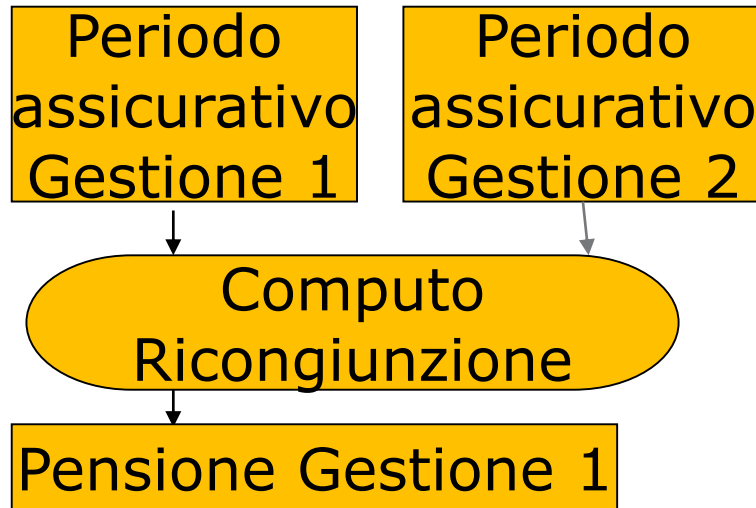 Periodo
assicurativo
Gestione 1
Periodo
assicurativo
Gestione 2
Computo
Ricongiunzione
Pensione Gestione 1